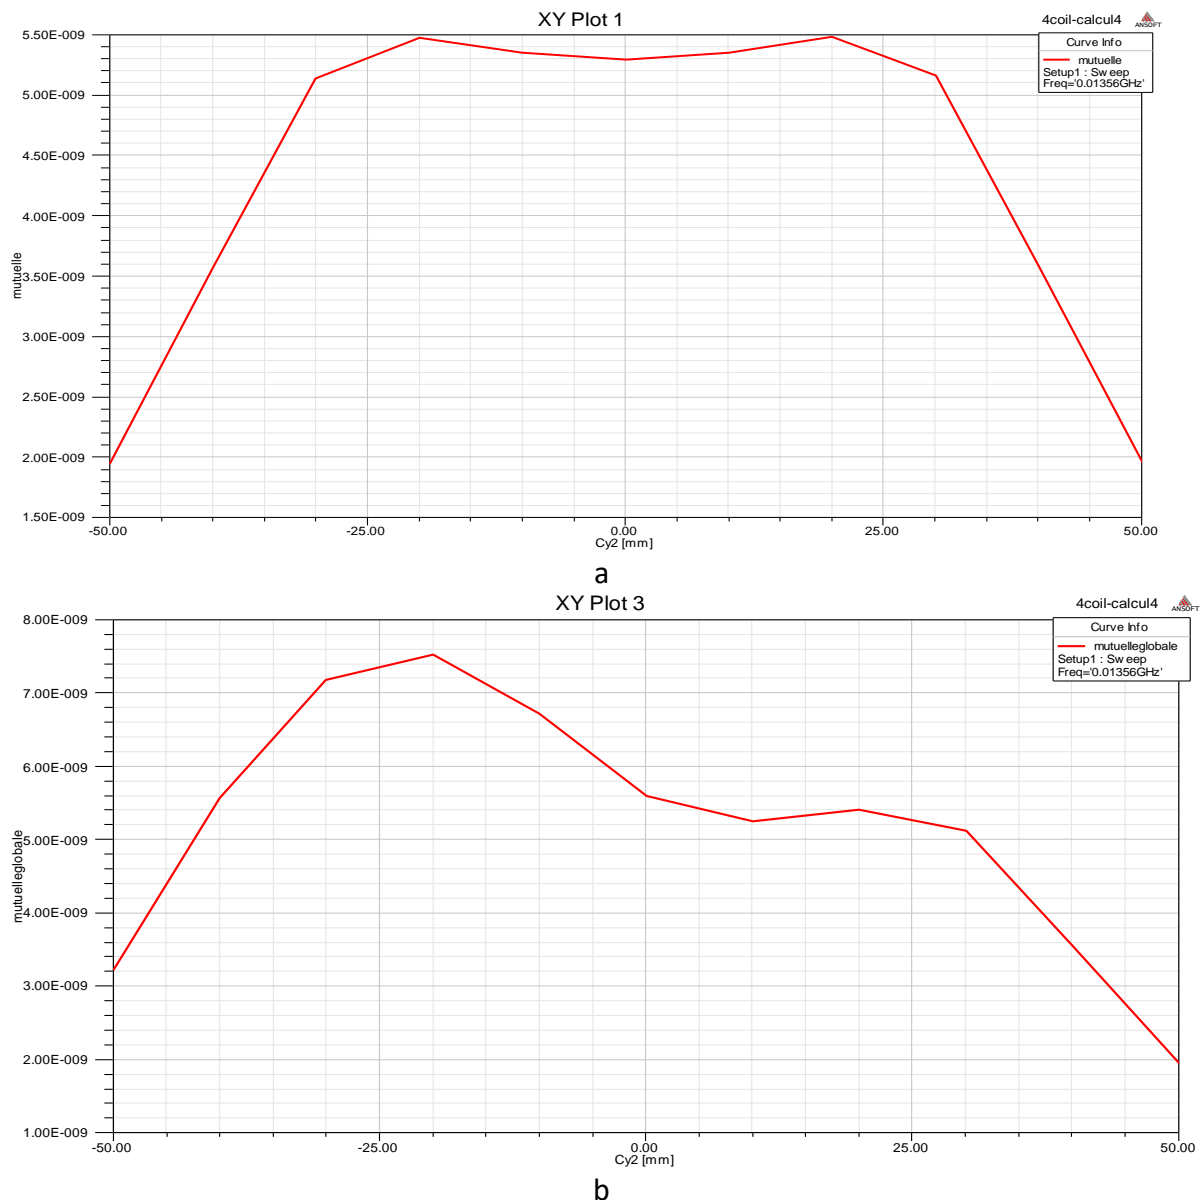 XY Plot 1
4coil-calcul4
ANSOFT
Curve Info
mutuelle
Setup1 : Sweep
Freq='0.01356GHz'
5.50E-009
5.00E-009
4.50E-009
4.00E-009
3.50E-009
3.00E-009
2.50E-009
2.00E-009
1.50E-009
mutuelle
-50.00 -25.00 0.00 25.00 50.00
Cy2 [mm]
a
XY Plot 3
4coil-calcul4
ANSOFT
Curve Info
mutuelleglobale
Setup1 : Sweep
Freq='0.01356GHz'
8.00E-009
7.00E-009
6.00E-009
5.00E-009
4.00E-009
3.00E-009
2.00E-009
1.00E-009
mutuelleglobale
-50.00 -25.00 0.00 25.00 50.00
Cy2 [mm]
b